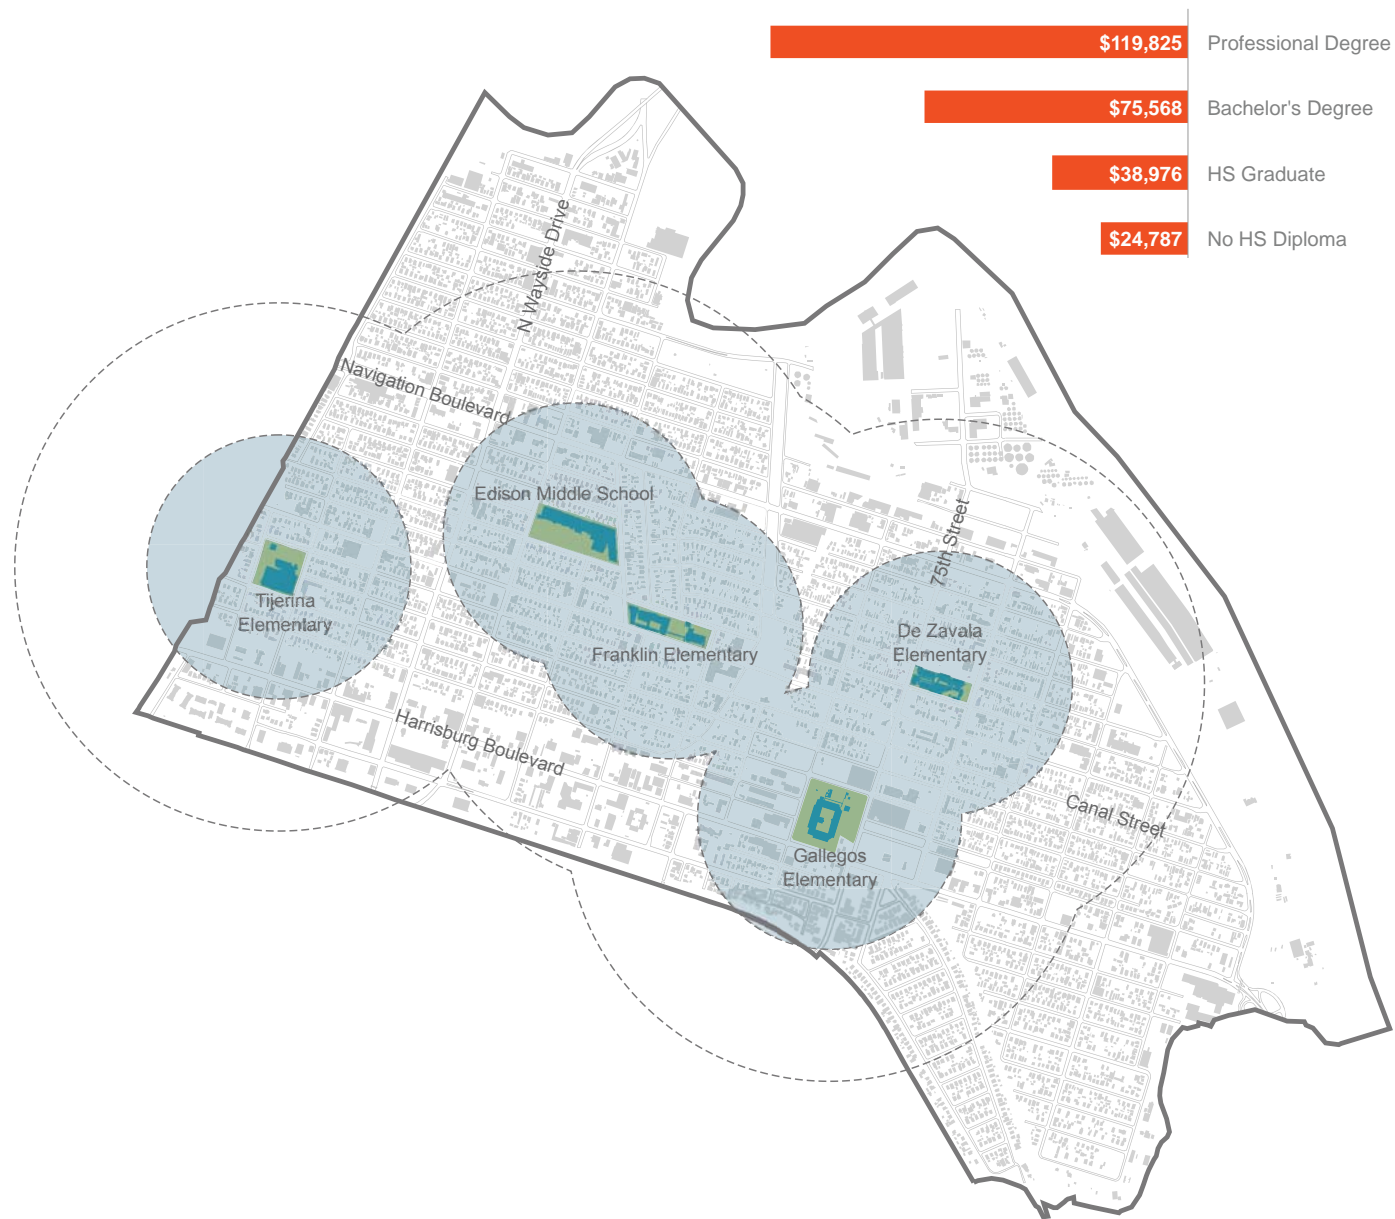 $119,825 Professional Degree
$75,568 Bachelor's Degree
$38,976 HS Graduate
$24,787 No HS Diploma
N Wayside Drive
Navigation Boulevard
Edison Middle School
75th Street
Tijerina
Elementary
De Zavala
Elementary
Franklin Elementary
Harrisburg Boulevard
Canal Street
Gallegos
Elementary